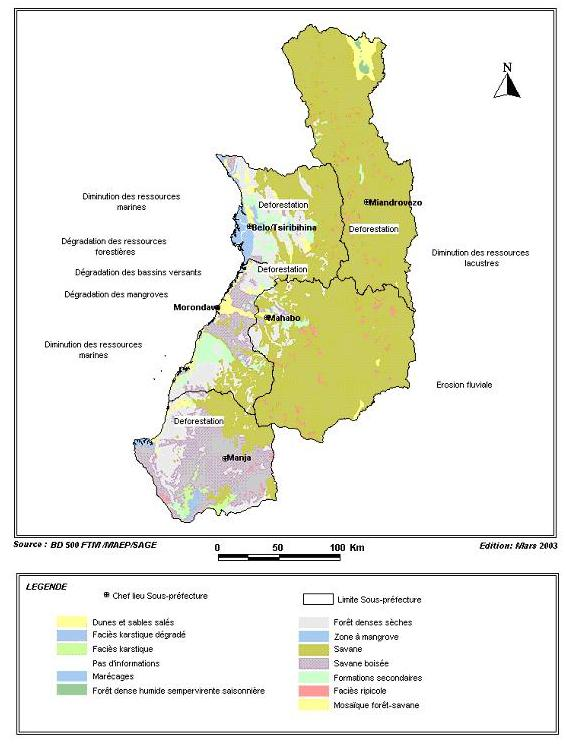 N
Diminution des ressources
marines
Deforestation
Miandrovezo
Belo/Tsiribihina
Deforestation
Dégradation des ressources
forestières
Diminution des ressources
lacustres
Deforestation
Dégradation des bassins versants
Dégradation des mangroves
Morondava
Mahabo
Diminution des ressources
marines
Erosion fluviale
Deforestation
Manja
Source : BD 500 FTM/MAEP/SAGE
0 50 100 Km
Edition: Mars 2003
LEGENDE
Chef lieu Sous-préfecture
Limite Sous-préfecture
Dunes et sables salés
Faciès karstique dégradé
Faciès karstique
Pas d'informations
Marécages
Forêt dense humide sempervirente saisonnière
Forêt denses sèches
Zone à mangrove
Savane
Savane boisée
Formations secondaires
Faciès ripicole
Mosaïque forêt-savane